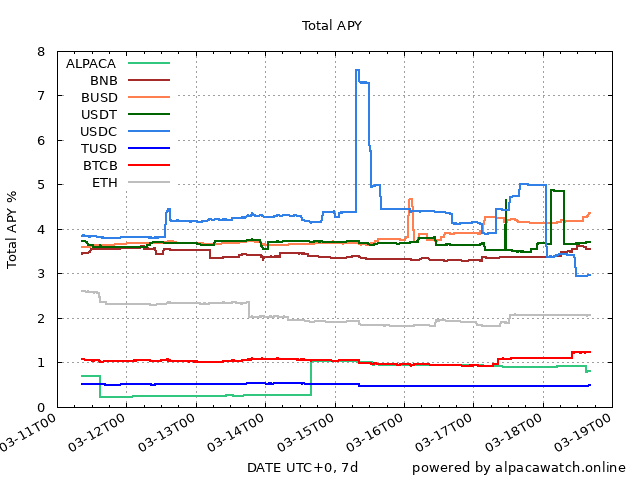 Total APY
8
7
6
5
4
3
2
1
0
Total APY %
ALPACA
BNB
BUSD
USDT
USDC
TUSD
BTCB
ETH
03-11T00
03-12T00
03-13T00
03-14T00
03-15T00
03-16T00
03-17T00
03-18T00
03-19T00
DATE UTC+0, 7d
powered by alpacawatch.online